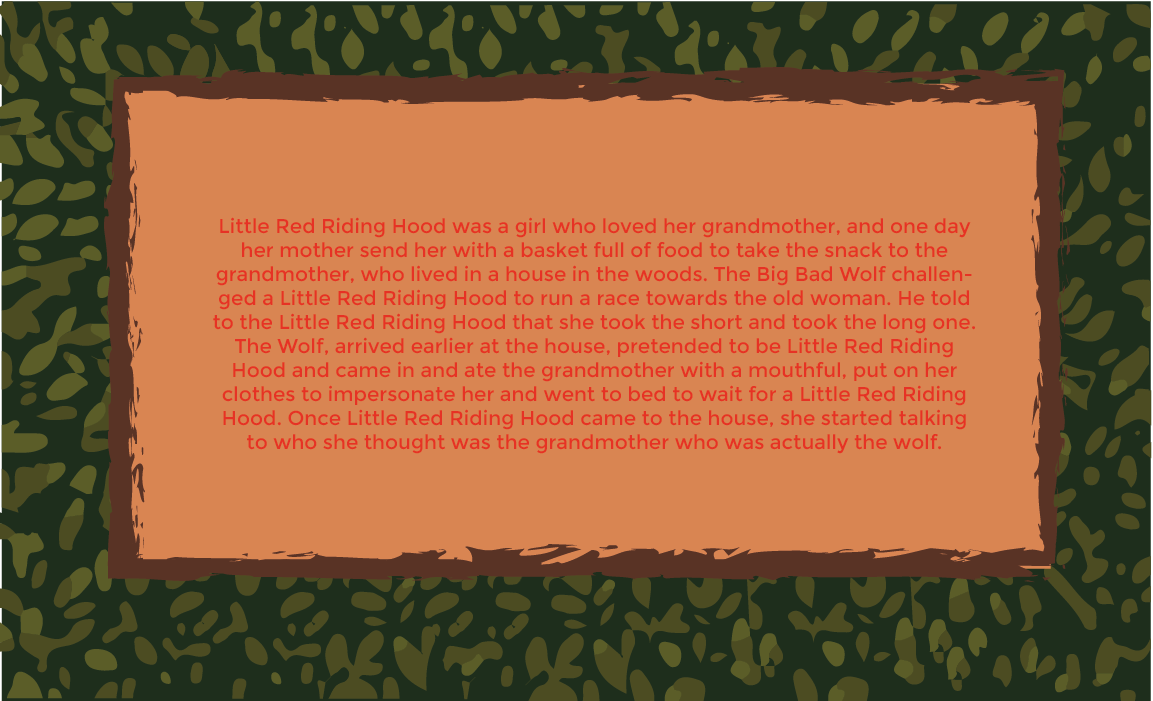 Little Red Riding Hood was a girl who loved her grandmother, and one day
her mother send her with a basket full of food to take the snack to the
grandmother, who lived in a house in the woods. The Big Bad Wolf challen-
ged a Little Red Riding Hood to run a race towards the old woman. He told
to the Little Red Riding Hood that she took the short and took the long one.
The Wolf, arrived earlier at the house, pretended to be Little Red Riding
Hood and came in and ate the grandmother with a mouthful, put on her
clothes to impersonate her and went to bed to wait for a Little Red Riding
Hood. Once Little Red Riding Hood came to the house, she started talking
to who she thought was the grandmother who was actually the wolf.